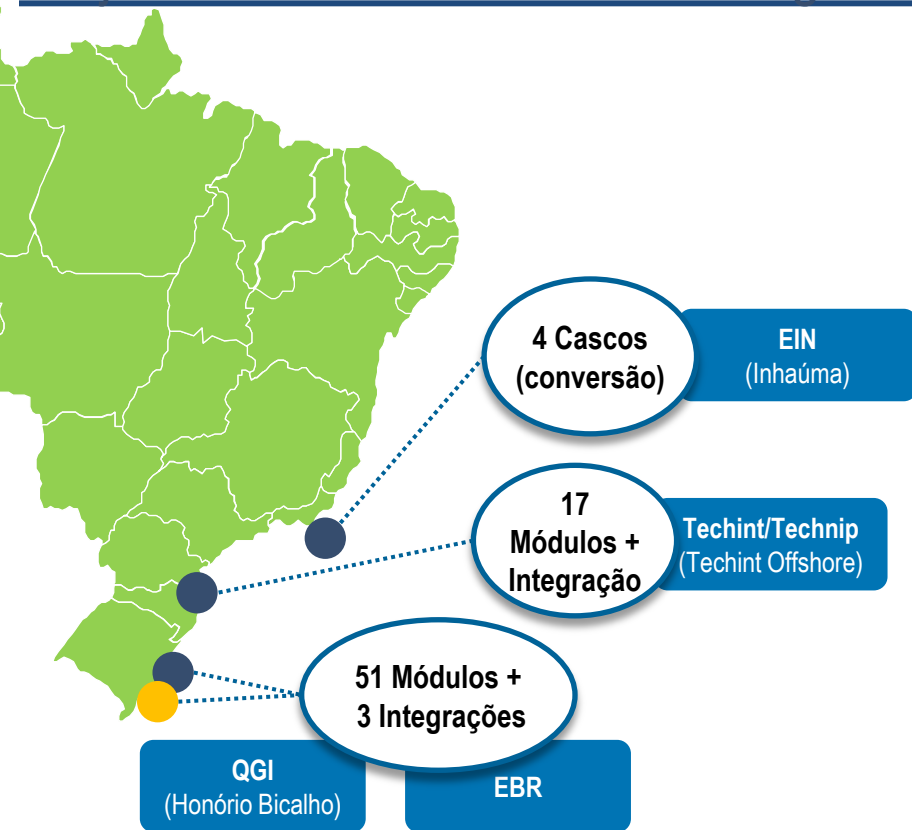 4 Cascos
(conversão)
EIN
(Inhaúma)
17
Módulos +
Integração
Techint/Technip
(Techint Offshore)
51 Módulos +
3 Integrações
QGI
(Honório Bicalho)
EBR